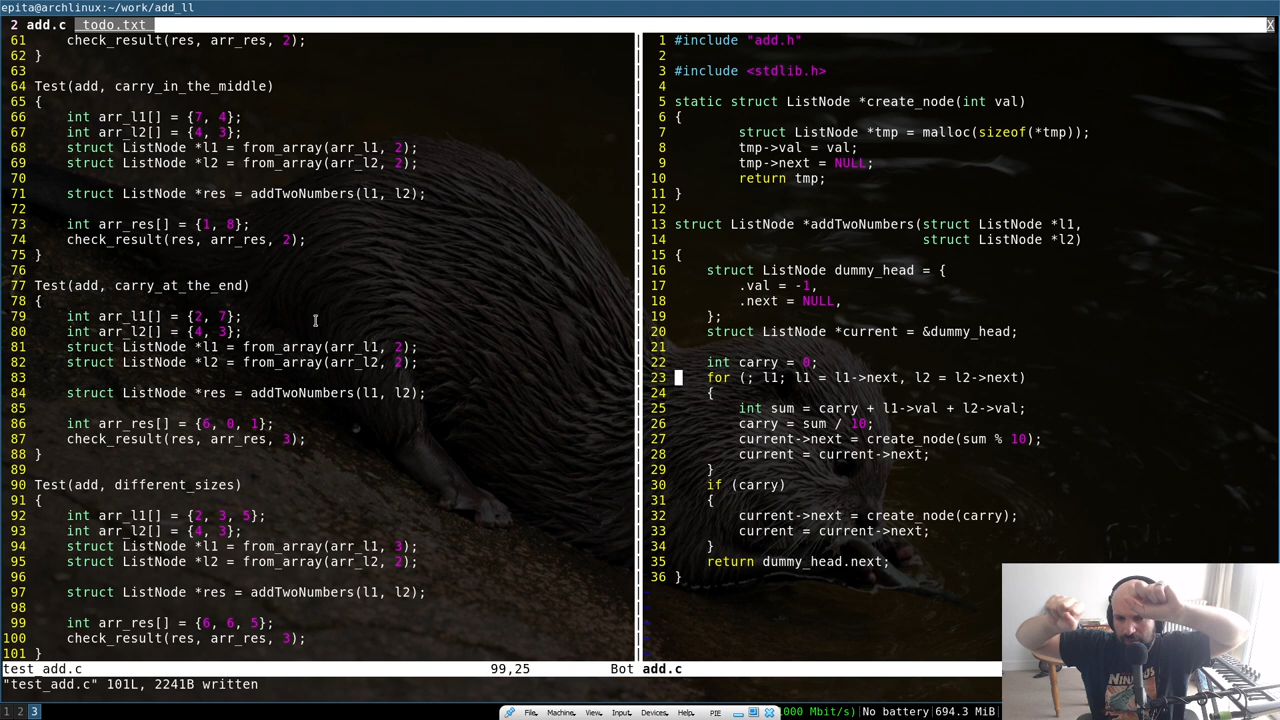 epita@archlinux:~/work/add_ll
2 add.c  todo.txt  X
61     check_result(res, arr_res, 2);
62 }
63
64 Test(add, carry_in_the_middle)
65 {
66     int arr_l1[] = {7, 4};
67     int arr_l2[] = {4, 3};
68     struct ListNode *l1 = from_array(arr_l1, 2);
69     struct ListNode *l2 = from_array(arr_l2, 2);
70
71     struct ListNode *res = addTwoNumbers(l1, l2);
72
73     int arr_res[] = {1, 8};
74     check_result(res, arr_res, 2);
75 }
76
77 Test(add, carry_at_the_end)
78 {
79     int arr_l1[] = {2, 7};
80     int arr_l2[] = {4, 3};
81     struct ListNode *l1 = from_array(arr_l1, 2);
82     struct ListNode *l2 = from_array(arr_l2, 2);
83
84     struct ListNode *res = addTwoNumbers(l1, l2);
85
86     int arr_res[] = {6, 0, 1};
87     check_result(res, arr_res, 3);
88 }
89
90 Test(add, different_sizes)
91 {
92     int arr_l1[] = {2, 3, 5};
93     int arr_l2[] = {4, 3};
94     struct ListNode *l1 = from_array(arr_l1, 3);
95     struct ListNode *l2 = from_array(arr_l2, 2);
96
97     struct ListNode *res = addTwoNumbers(l1, l2);
98
99     int arr_res[] = {6, 6, 5};
100     check_result(res, arr_res, 3);
101 }
test_add.c 99,25 Bot
"test_add.c" 101L, 2241B written
1 #include "add.h"
2
3 #include <stdlib.h>
4
5 static struct ListNode *create_node(int val)
6 {
7         struct ListNode *tmp = malloc(sizeof(*tmp));
8         tmp->val = val;
9         tmp->next = NULL;
10         return tmp;
11 }
12
13 struct ListNode *addTwoNumbers(struct ListNode *l1,
14                                struct ListNode *l2)
15 {
16     struct ListNode dummy_head = {
17         .val = -1,
18         .next = NULL,
19     };
20     struct ListNode *current = &dummy_head;
21
22     int carry = 0;
23     for (; l1; l1 = l1->next, l2 = l2->next)
24     {
25         int sum = carry + l1->val + l2->val;
26         carry = sum / 10;
27         current->next = create_node(sum % 10);
28         current = current->next;
29     }
30     if (carry)
31     {
32         current->next = create_node(carry);
33         current = current->next;
34     }
35     return dummy_head.next;
36 }
~
~
~
~
~
add.c
1 2 3
File Machine View Input Devices Help PIE
000 Mbit/s)|No battery|694.3 MiB